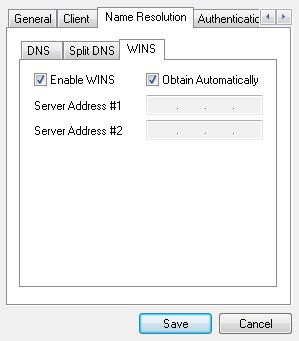 General Client Name Resolution Authenticatic
DNS Split DNS WINS
Enable WINS Obtain Automatically
Server Address #1 . . .
Server Address #2 . . .
Save Cancel